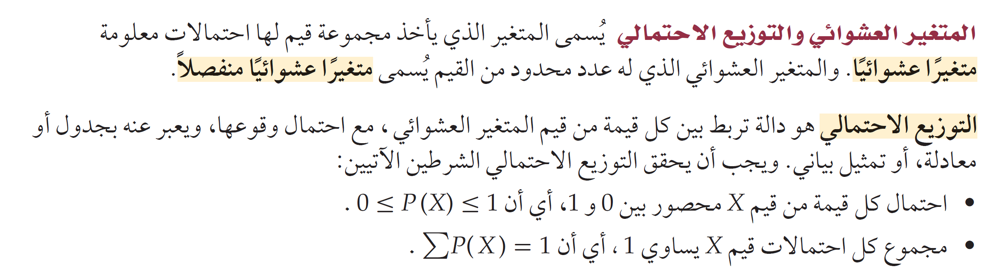 المتغير العشوائي والتوزيع الاحتمالي يُسمى المتغير الذي يأخذ مجموعة قيم لها احتمالات معلومة
متغيرًا عشوائيًا. والمتغير العشوائي الذي له عدد محدود من القيم يُسمى متغيرًا عشوائيًا منفصلاً.
التوزيع الاحتمالي هو دالة تربط بين كل قيمة من قيم المتغير العشوائي، مع احتمال وقوعها، ويعبر عنه بجدول أو
معادلة، أو تمثيل بياني. ويجب أن يحقق التوزيع الاحتمالي الشرطين الآتيين:
• احتمال كل قيمة من قيم X محصور بين 0 و 1، أي أن 0 ≤ P(X) ≤ 1 .
• مجموع كل احتمالات قيم X يساوي 1 ، أي أن ∑P(X) = 1 .